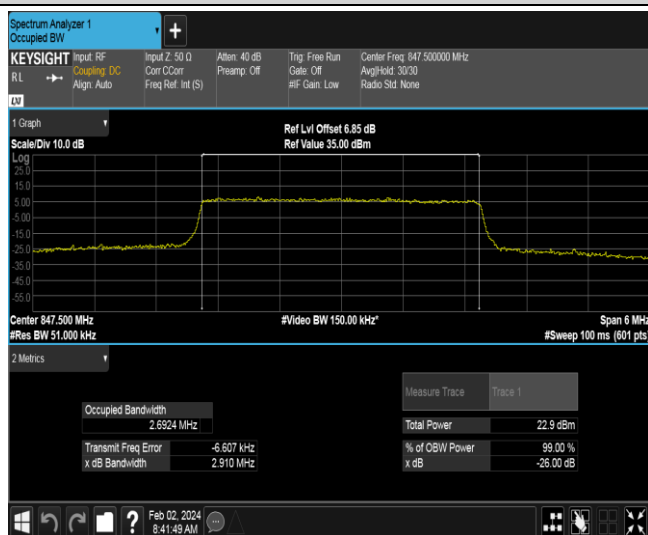 Spectrum Analyzer 1
Occupied BW
+
KEYSIGHT
RL
LXI
Input: RF
Coupling: DC
Align: Auto
Input Z: 50 Ω
Corr CCorr
Freq Ref: Int (S)
Atten: 40 dB
Preamp: Off
Trig: Free Run
Gate: Off
#IF Gain: Low
Center Freq: 847.500000 MHz
Avg|Hold: 30/30
Radio Std: None
1 Graph
Scale/Div 10.0 dB
Ref Lvl Offset 6.85 dB
Ref Value 35.00 dBm
Log
25.0
15.0
5.00
-5.00
-15.0
-25.0
-35.0
-45.0
-55.0
Center 847.500 MHz
#Res BW 51.000 kHz
#Video BW 150.00 kHz*
Span 6 MHz
#Sweep 100 ms (601 pts)
2 Metrics
Measure Trace Trace 1
Occupied Bandwidth
2.6924 MHz
Total Power 22.9 dBm
Transmit Freq Error -6.607 kHz
x dB Bandwidth 2.910 MHz
% of OBW Power 99.00 %
x dB -26.00 dB
?
Feb 02, 2024
8:41:49 AM